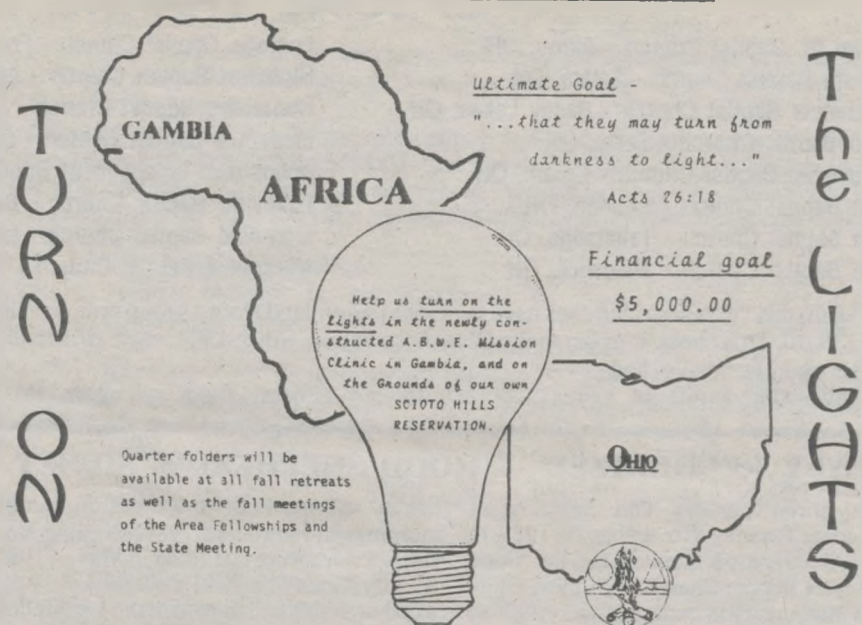 TURN ON
The LIGHTS
GAMBIA
AFRICA
Ultimate Goal -
"...that they may turn from
darkness to light..."
Acts 26:18
Financial goal
$5,000.00
Help us turn on the
lights in the newly con-
structed A.B.W.E. Mission
Clinic in Gambia, and on
the Grounds of our own
SCIOTO HILLS
RESERVATION.
OHIO
Quarter folders will be
available at all fall retreats
as well as the fall meetings
of the Area Fellowships and
the State Meeting.